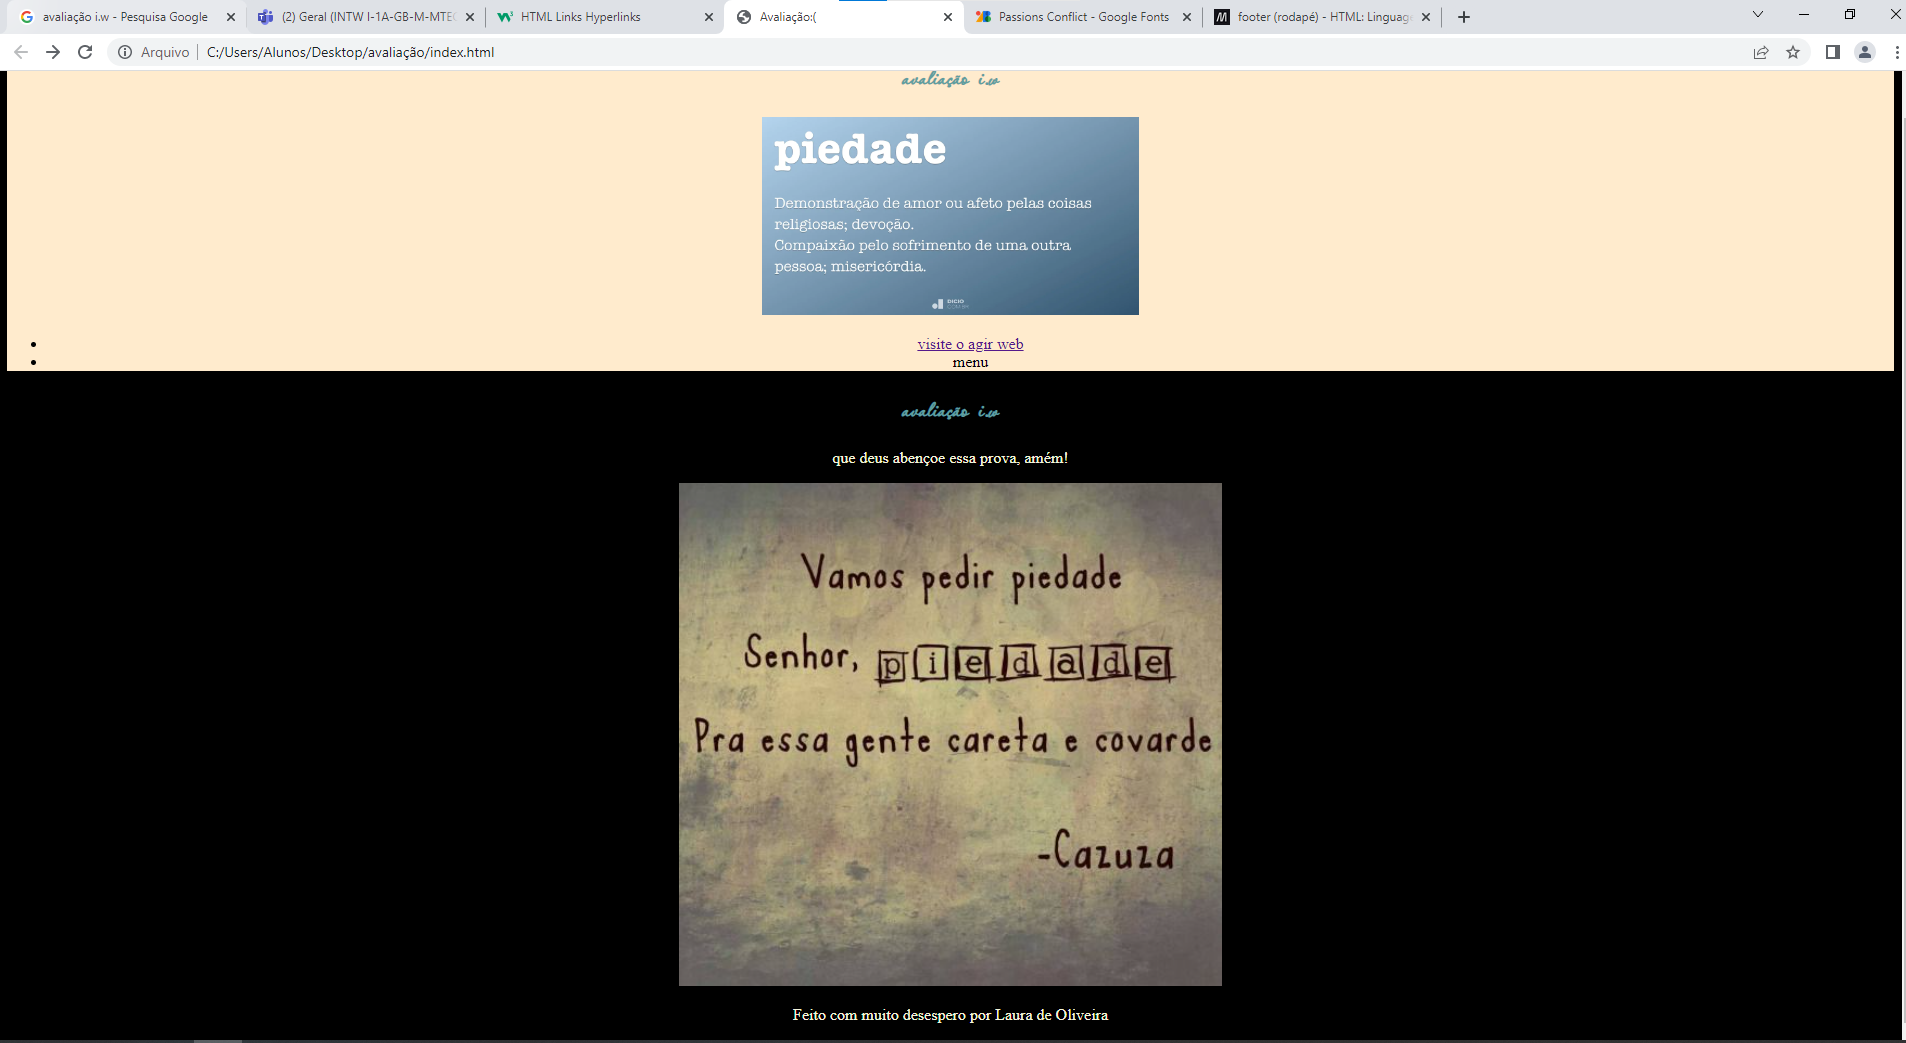 avaliação i.w - Pesquisa Google
(2) Geral (INTW I-1A-GB-M-MTEC
HTML Links Hyperlinks
Avaliação:(
Passions Conflict - Google Fonts
footer (rodapé) - HTML: Linguag
Arquivo
C:/Users/Alunos/Desktop/avaliação/index.html
avaliação i.w
piedade
Demonstração de amor ou afeto pelas coisas
religiosas; devoção.
Compaixão pelo sofrimento de uma outra
pessoa; misericórdia.
DICIO
visite o agir web
menu
avaliação i.w
que deus abençoe essa prova, amém!
Vamos pedir piedade
Senhor, piedade
Pra essa gente careta e covarde
-Cazuza
Feito com muito desespero por Laura de Oliveira